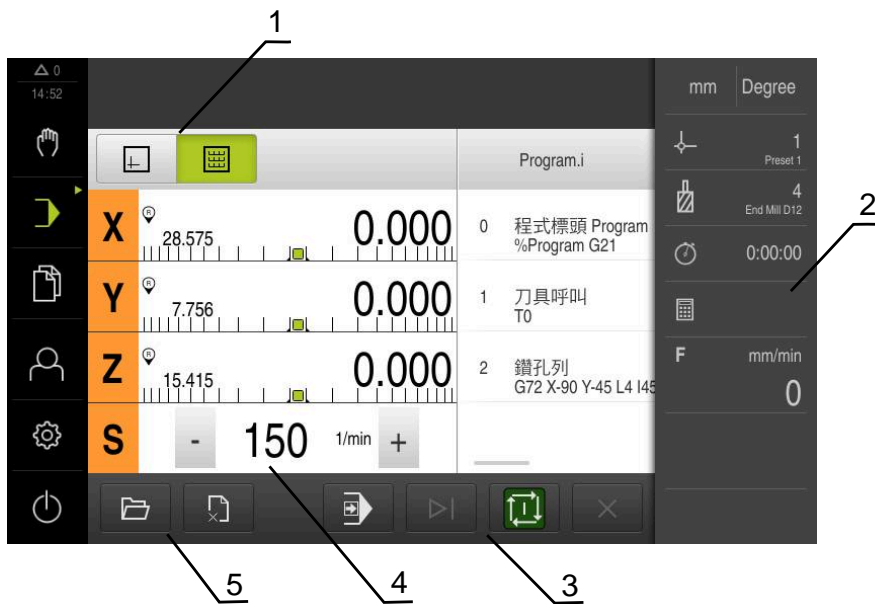 1
0
14:52
mm Degree
Program.i
1
Preset 1
4
End Mill D12
2
X R 28.575 0.000
0 程式標頭 Program
%Program G21
0:00:00
Y R 7.756 0.000
1 刀具呼叫
T0
Z R 15.415 0.000
2 鑽孔列
G72 X-90 Y-45 L4 I45
F mm/min
0
S - 150 1/min +
I
5
4
3